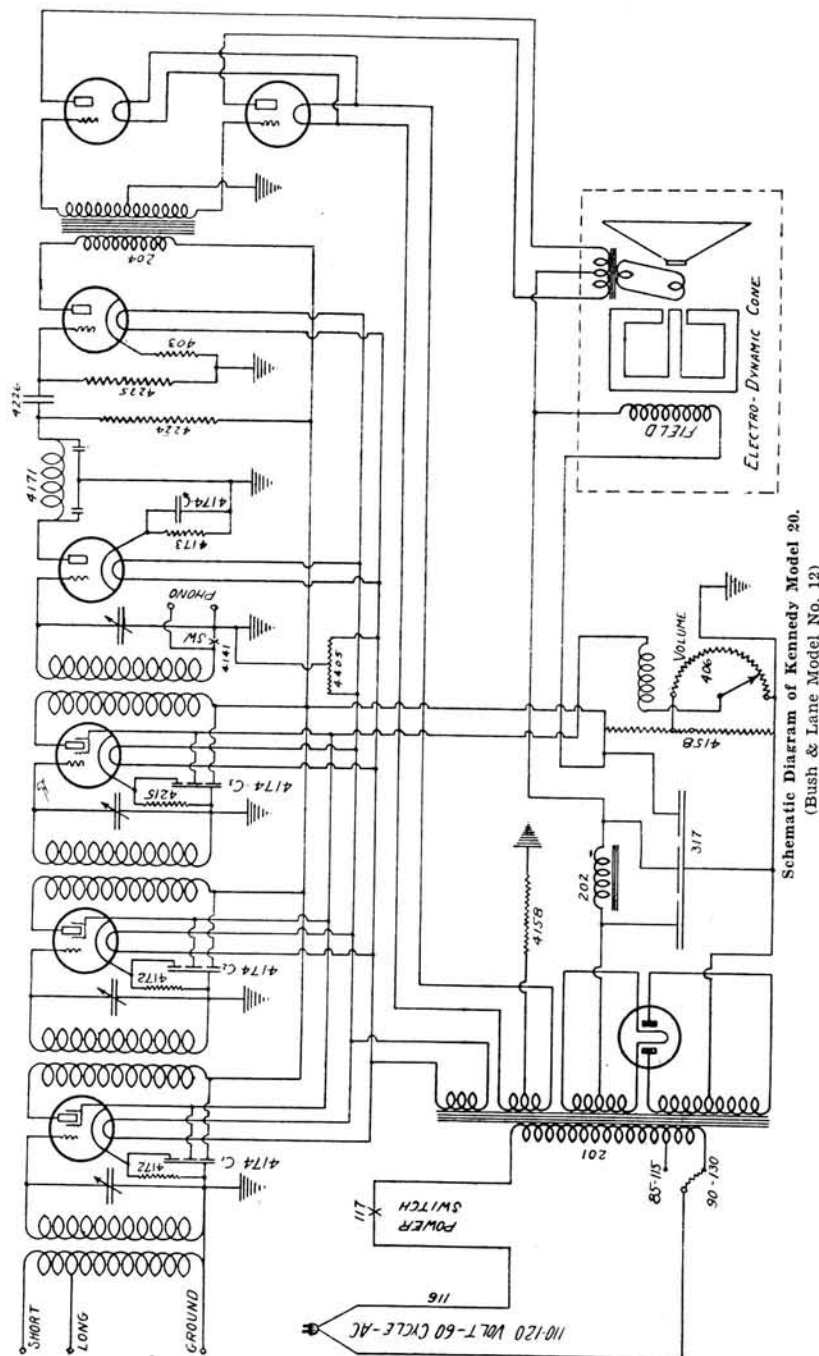 SHORT
LONG
GROUND
4172
4174 C1
4172
4174 C2
4215
4174-C3
SW
4141
PHONO
4405
4173
4174-C
4171
4224
4225
403
204
116
110-120 VOLT-60 CYCLE-AC
117
POWER
SWITCH
201
85-115
90-130
4158
202
317
4158
VOLUME
406
FIELD
ELECTRO-DYNAMIC CONE
Schematic Diagram of Kennedy Model 20.
(Bush & Lane Model No. 12)